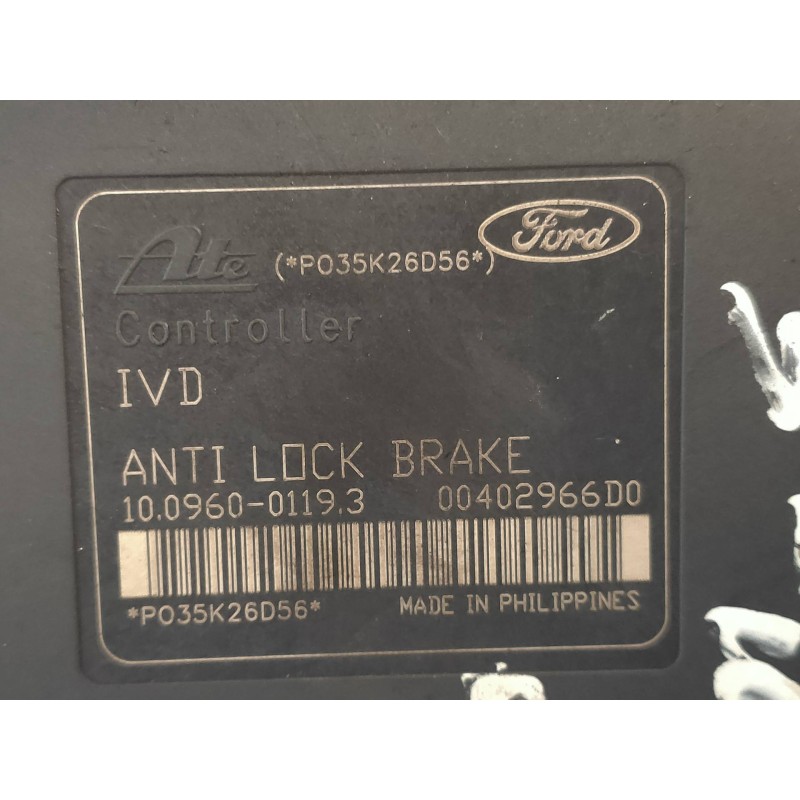 Ate (*P035K26D56*) Ford
Controller
IVD
ANTI LOCK BRAKE
10.0960-0119.3 00402966D0
*P035K26D56* MADE IN PHILIPPINES